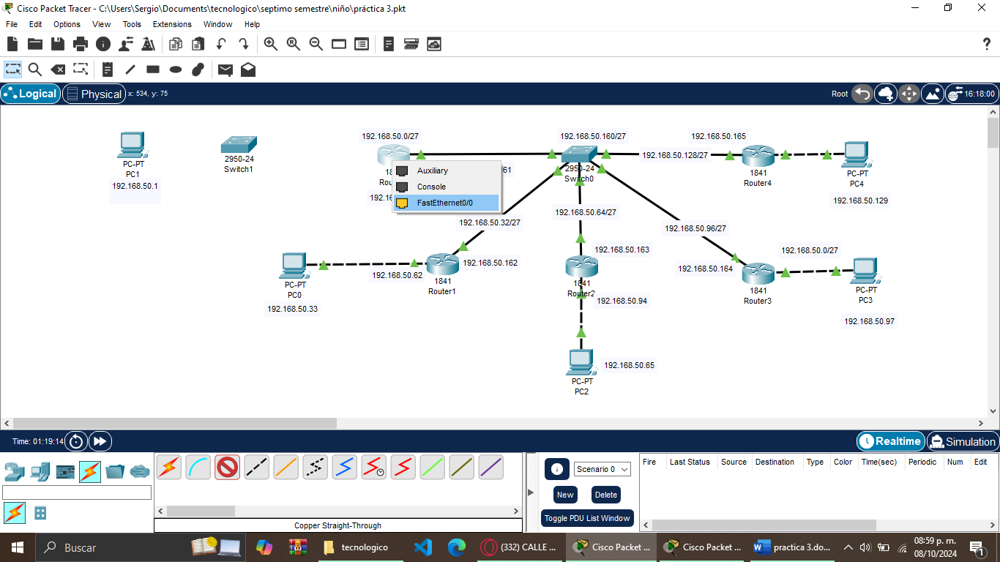 Cisco Packet Tracer - C:\Users\Sergio\Documents\tecnologico\septimo semestre\niño\práctica 3.pkt
File Edit Options View Tools Extensions Window Help
Logical Physical x: 534, y: 75 Root 16:18:00
192.168.50.0/27
192.168.50.160/27
192.168.50.165
192.168.50.128/27
PC-PT
PC1
192.168.50.1
2950-24
Switch1
Auxiliary
Console
FastEthernet0/0
61
2950-24
Switch0
1841
Router4
PC-PT
PC4
192.168.50.129
192.168.50.32/27
192.168.50.64/27
192.168.50.96/27
192.168.50.163
192.168.50.0/27
192.168.50.162
192.168.50.62
192.168.50.164
PC-PT
PC0
192.168.50.33
1841
Router1
1841
Router2
192.168.50.94
1841
Router3
PC-PT
PC3
192.168.50.97
192.168.50.65
PC-PT
PC2
Time: 01:19:14 Realtime Simulation
Scenario 0
New Delete
Toggle PDU List Window
Fire Last Status Source Destination Type Color Time(sec) Periodic Num Edit
Copper Straight-Through
Buscar tecnologico (332) CALLE ... Cisco Packet ... Cisco Packet ... practica 3.do... 08:59 p. m.
08/10/2024
1